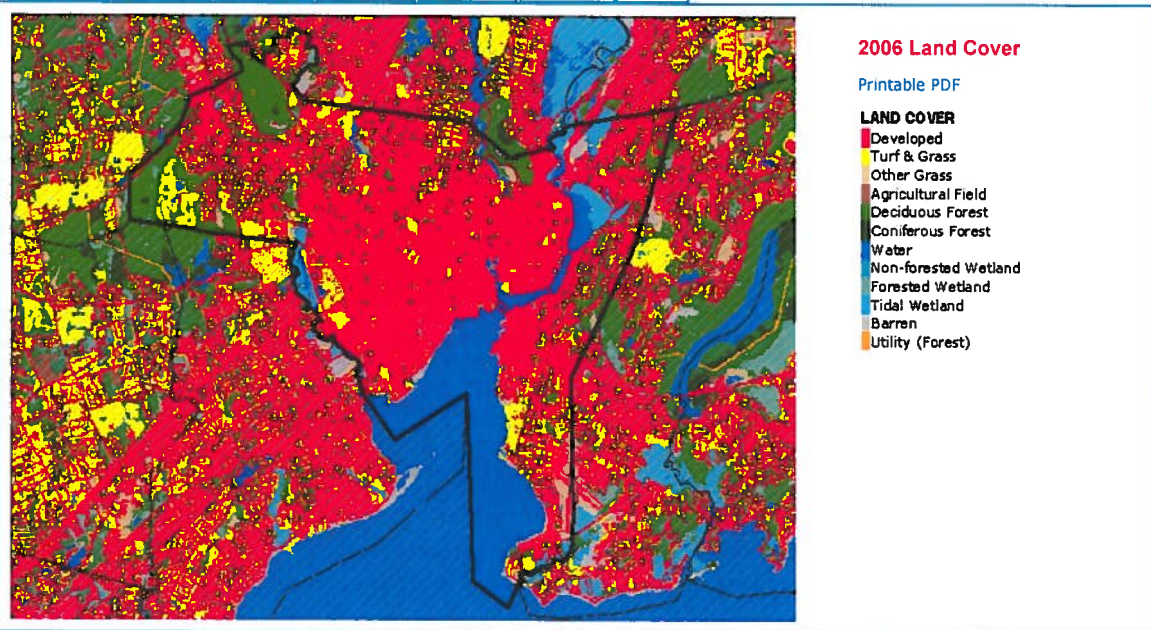 2006 Land Cover
Printable PDF
LAND COVER
Developed
Turf & Grass
Other Grass
Agricultural Field
Deciduous Forest
Coniferous Forest
Water
Non-forested Wetland
Forested Wetland
Tidal Wetland
Barren
Utility (Forest)